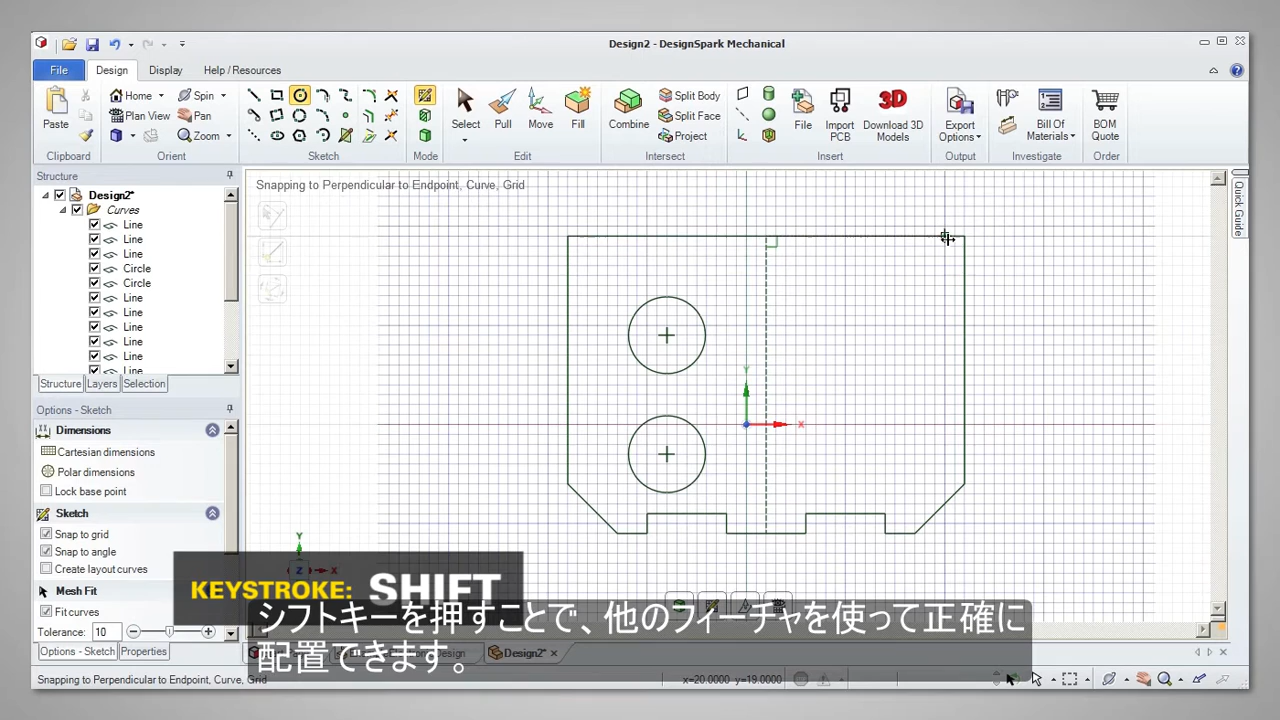 Design2 - DesignSpark Mechanical
File
Design
Display
Help / Resources
Paste
Home
Spin
Plan View
Pan
Zoom
Select
Pull
Move
Fill
Combine
Split Body
Split Face
Project
File
Import
PCB
Download 3D
Models
3D
Export
Options
Bill Of
Materials
BOM
Quote
Clipboard
Orient
Sketch
Mode
Edit
Intersect
Insert
Output
Investigate
Order
Structure
Design2*
Curves
Line
Line
Line
Circle
Circle
Line
Line
Line
Line
Line
Line
Structure
Layers
Selection
Options - Sketch
Dimensions
Cartesian dimensions
Polar dimensions
Lock base point
Sketch
Snap to grid
Snap to angle
Create layout curves
Mesh Fit
Fit curves
Tolerance: 10
Options - Sketch
Properties
Snapping to Perpendicular to Endpoint, Curve, Grid
Y
X
Y
Z
X
Quick Guide
KEYSTROKE: SHIFT
シフトキーを押すことで、他のフィーチャを使って正確に
配置できます。
Design2*
Snapping to Perpendicular to Endpoint, Curve, Grid
x=20.0000 y=19.0000